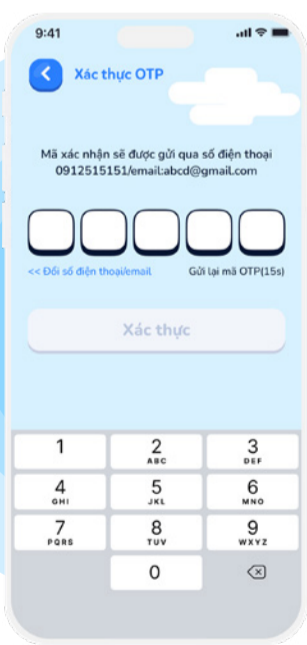 9:41
Xác thực OTP
Mã xác nhận sẽ được gửi qua số điện thoại
0912515151/email:abcd@gmail.com
<< Đổi số điện thoại/email Gửi lại mã OTP(15s)
Xác thực
1 2 3
ABC DEF
4 5 6
GHI JKL MNO
7 8 9
PQRS TUV WXYZ
0